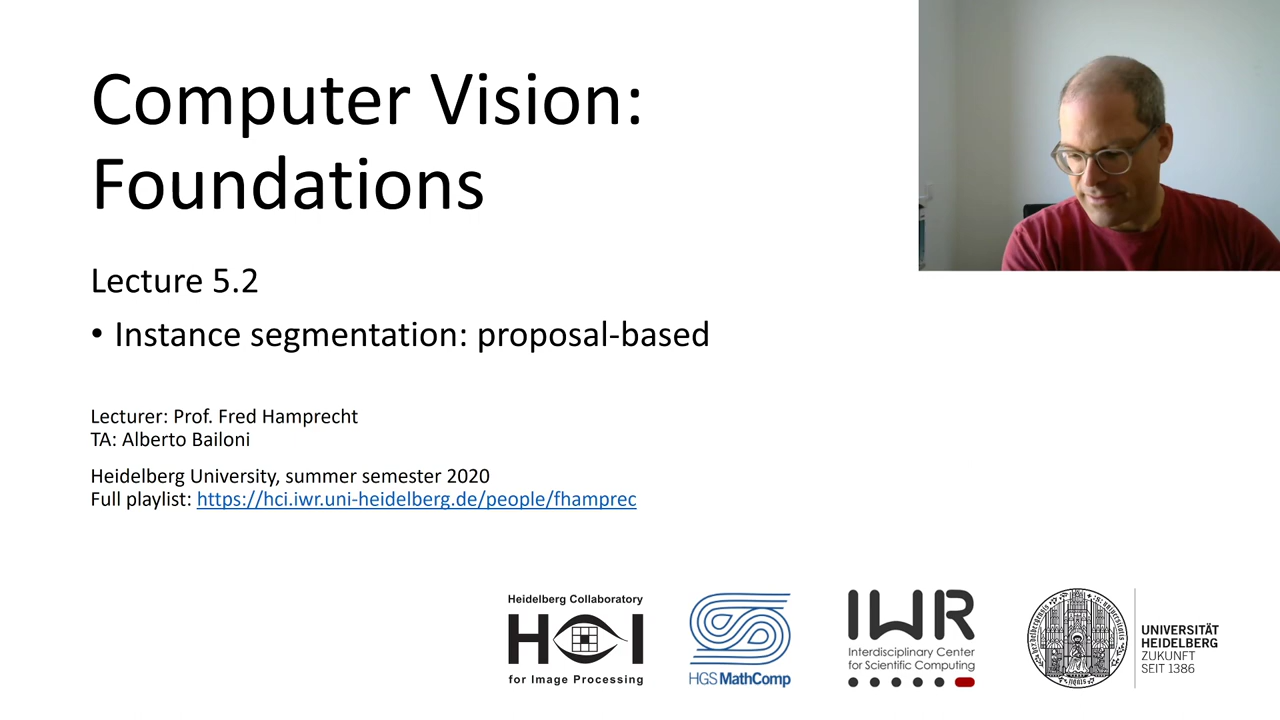 Computer Vision:
Foundations
Lecture 5.2
• Instance segmentation: proposal-based
Lecturer: Prof. Fred Hamprecht
TA: Alberto Bailoni
Heidelberg University, summer semester 2020
Full playlist: https://hci.iwr.uni-heidelberg.de/people/fhamprec
Heidelberg Collaboratory
HCI
for Image Processing
HGS MathComp
IWR
Interdisciplinary Center
for Scientific Computing
UNIVERSITÄT
HEIDELBERG
ZUKUNFT
SEIT 1386